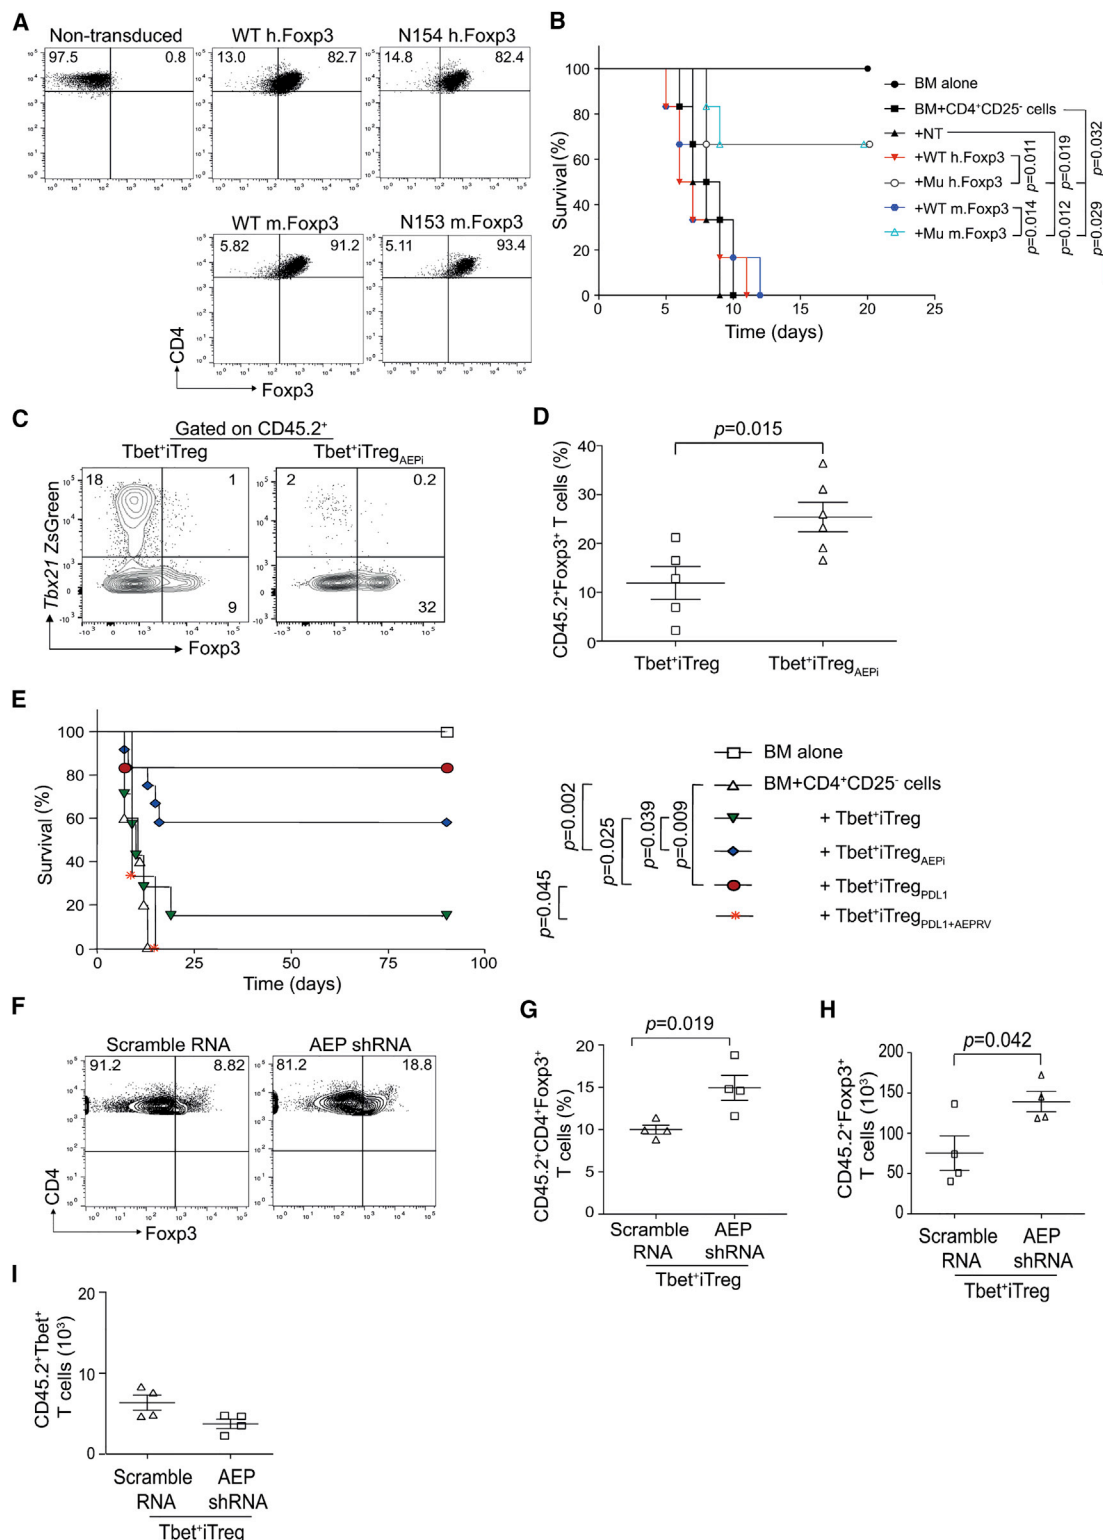 A
Non-transduced
WT h.Foxp3
N154 h.Foxp3
97.5 0.8
13.0 82.7
14.8 82.4
WT m.Foxp3
N153 m.Foxp3
5.82 91.2
5.11 93.4
CD4
Foxp3
B
Survival (%)
100
80
60
40
20
0
0 5 10 15 20 25
Time (days)
BM alone
BM+CD4⁺CD25⁻ cells
+NT
+WT h.Foxp3
+Mu h.Foxp3
+WT m.Foxp3
+Mu m.Foxp3
p=0.011
p=0.014
p=0.019
p=0.012
p=0.032
p=0.029
C
Gated on CD45.2⁺
Tbet⁺iTreg
Tbet⁺iTreg AEPi
18 1
9
2 0.2
32
Tbx21 ZsGreen
Foxp3
D
p=0.015
CD45.2⁺Foxp3⁺ T cells (%)
40
30
20
10
0
Tbet⁺iTreg
Tbet⁺iTreg AEPi
E
Survival (%)
100
80
60
40
20
0
0 25 50 75 100
Time (days)
p=0.045
p=0.002
p=0.025
p=0.039
p=0.009
BM alone
BM+CD4⁺CD25⁻ cells
+ Tbet⁺iTreg
+ Tbet⁺iTreg AEPi
+ Tbet⁺iTreg PDL1
+ Tbet⁺iTreg PDL1+AEPRV
F
Scramble RNA
AEP shRNA
91.2 8.82
81.2 18.8
CD4
Foxp3
G
p=0.019
CD45.2⁺CD4⁺Foxp3⁺
T cells (%)
20
15
10
5
0
Scramble
RNA
AEP
shRNA
Tbet⁺iTreg
H
p=0.042
CD45.2⁺Foxp3⁺
T cells (10³)
200
150
100
50
0
Scramble
RNA
AEP
shRNA
Tbet⁺iTreg
I
CD45.2⁺Tbet⁺
T cells (10³)
20
10
0
Scramble
RNA
AEP
shRNA
Tbet⁺iTreg